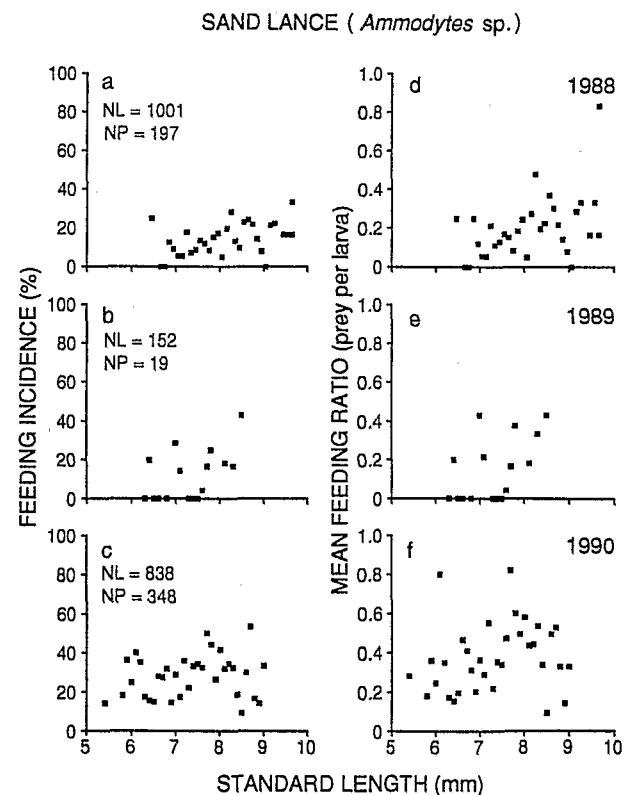 SAND LANCE ( Ammodytes sp.)
a
NL = 1001
NP = 197
100
80
60
40
20
0
d
1988
1.0
0.8
0.6
0.4
0.2
0
b
NL = 152
NP = 19
100
80
60
40
20
0
e
1989
1.0
0.8
0.6
0.4
0.2
0
c
NL = 838
NP = 348
100
80
60
40
20
0
f
1990
1.0
0.8
0.6
0.4
0.2
0
FEEDING INCIDENCE (%)
MEAN FEEDING RATIO (prey per larva)
5 6 7 8 9 10
5 6 7 8 9 10
STANDARD LENGTH (mm)